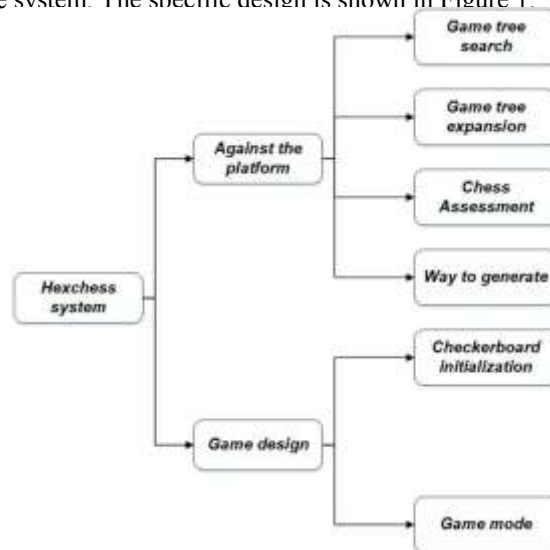 e system. The specific design is shown in Figure 1.
Game tree
search
Game tree
expansion
Against the
platform
Chess
Assessment
Way to generate
Hexchess
system
Checkerboard
initialization
Game design
Game mode